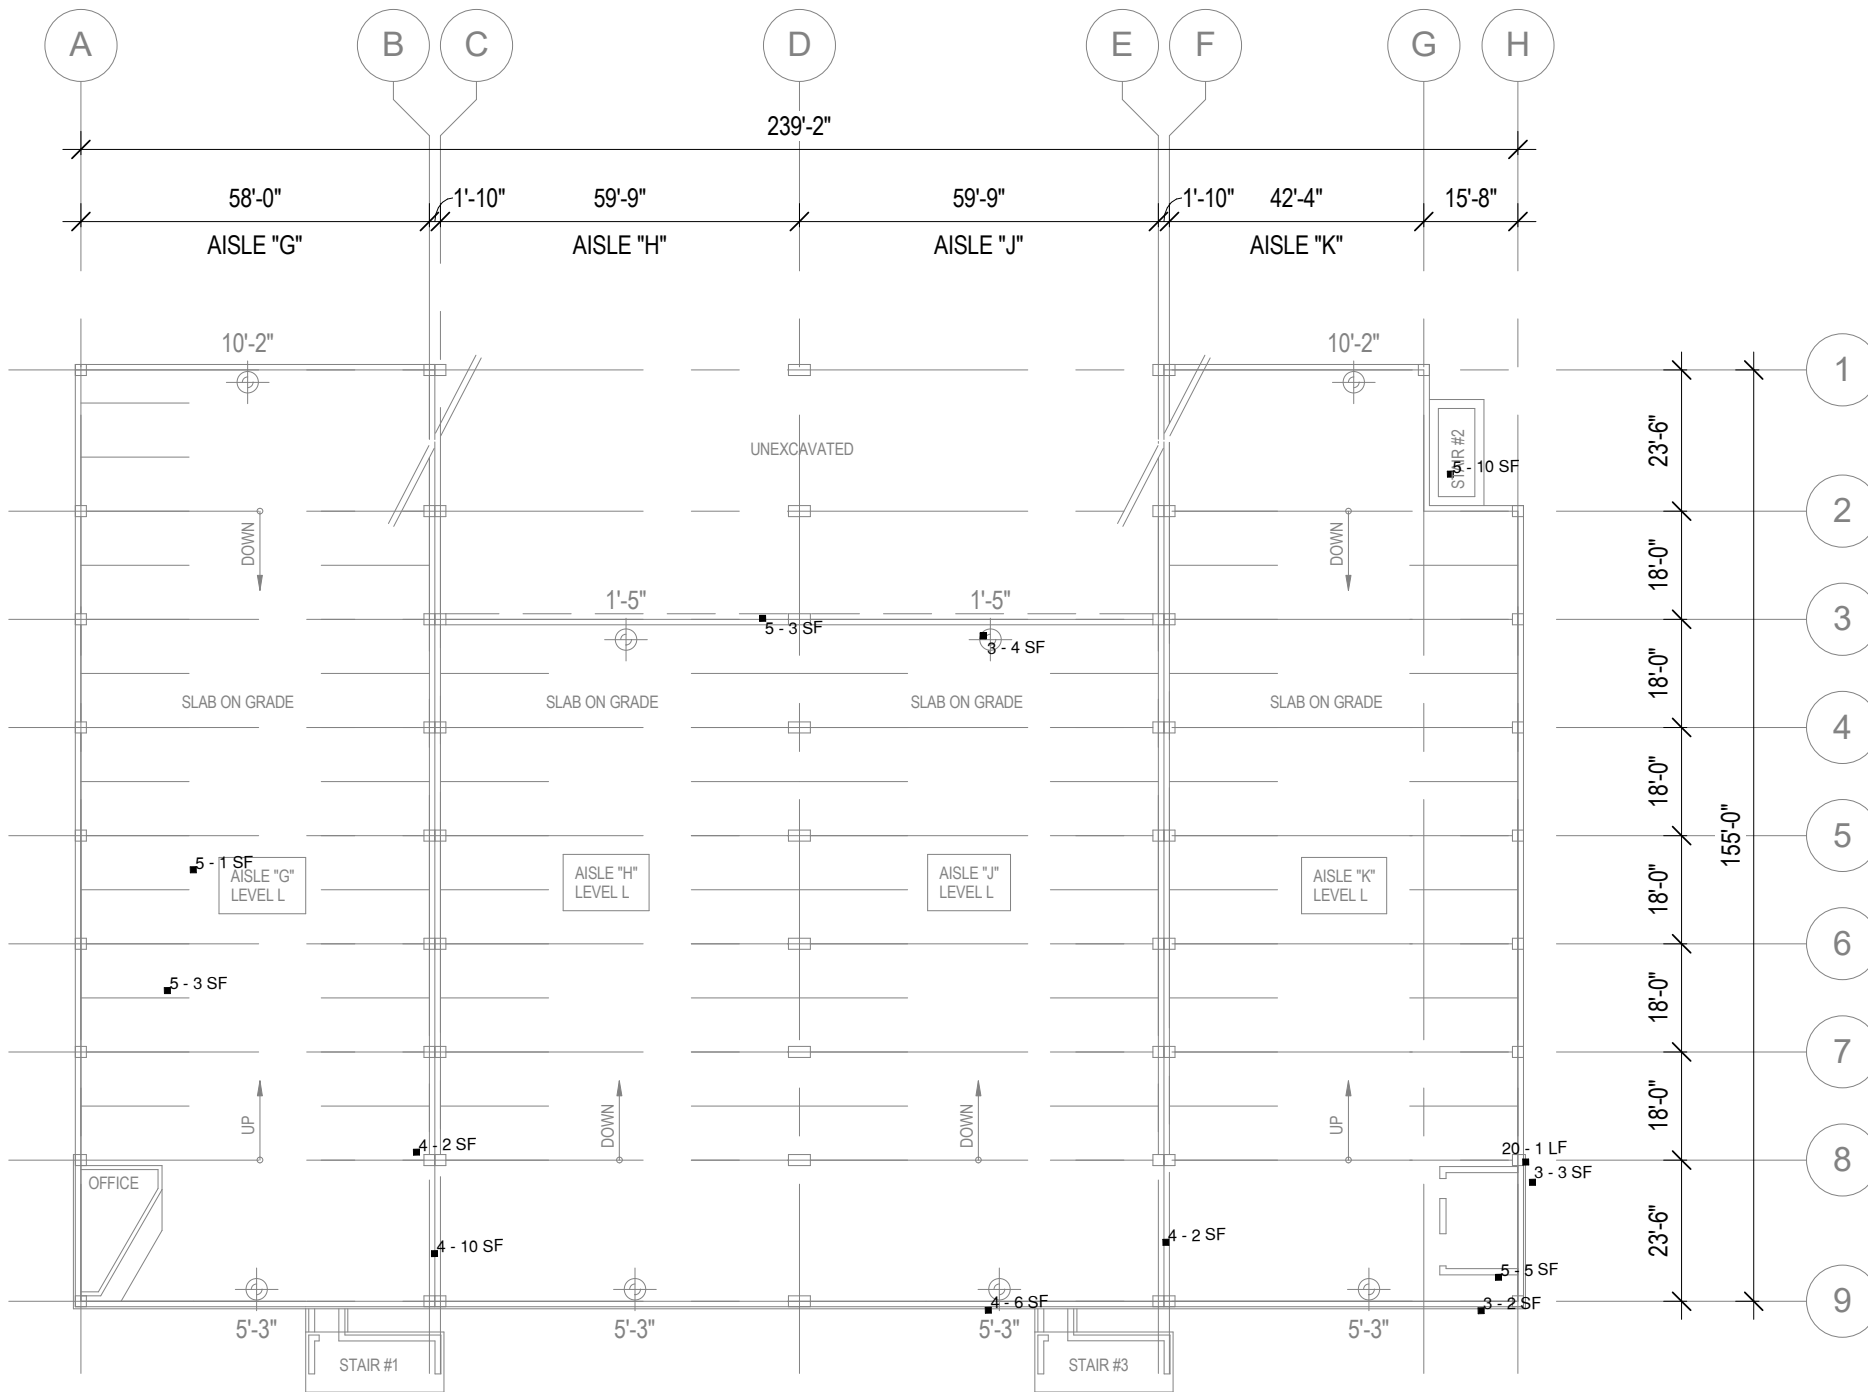 A B C D E F G H
239'-2"
58'-0" 1'-10" 59'-9" 59'-9" 1'-10" 42'-4" 15'-8"
AISLE "G" AISLE "H" AISLE "J" AISLE "K"
10'-2" 10'-2"
1
23'-6"
UNEXCAVATED
STAIR #2
5 - 10 SF
2
DOWN DOWN
18'-0"
1'-5" 1'-5"
3
5 - 3 SF
3 - 4 SF
18'-0"
SLAB ON GRADE SLAB ON GRADE SLAB ON GRADE SLAB ON GRADE
4
18'-0"
155'-0"
5
5 - 1 SF
AISLE "G"
LEVEL L
AISLE "H"
LEVEL L
AISLE "J"
LEVEL L
AISLE "K"
LEVEL L
18'-0"
6
5 - 3 SF
18'-0"
7
UP DOWN DOWN UP
18'-0"
4 - 2 SF
20 - 1 LF
8
3 - 3 SF
OFFICE
23'-6"
4 - 10 SF
4 - 2 SF
5 - 5 SF
4 - 6 SF
3 - 2 SF
9
5'-3" 5'-3" 5'-3" 5'-3"
STAIR #1 STAIR #3